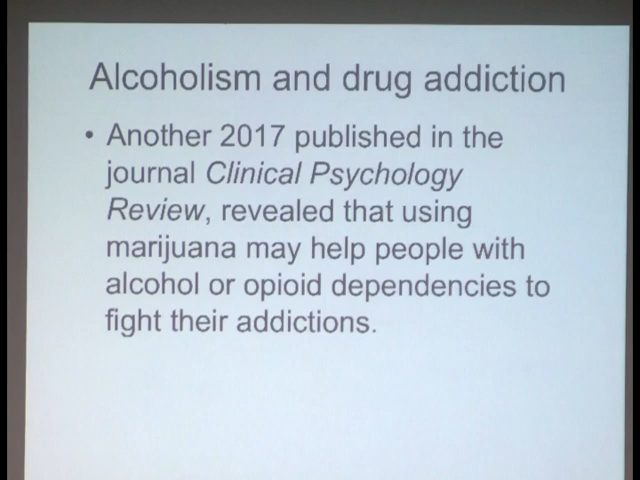 Alcoholism and drug addiction
• Another 2017 published in the
journal Clinical Psychology
Review, revealed that using
marijuana may help people with
alcohol or opioid dependencies to
fight their addictions.